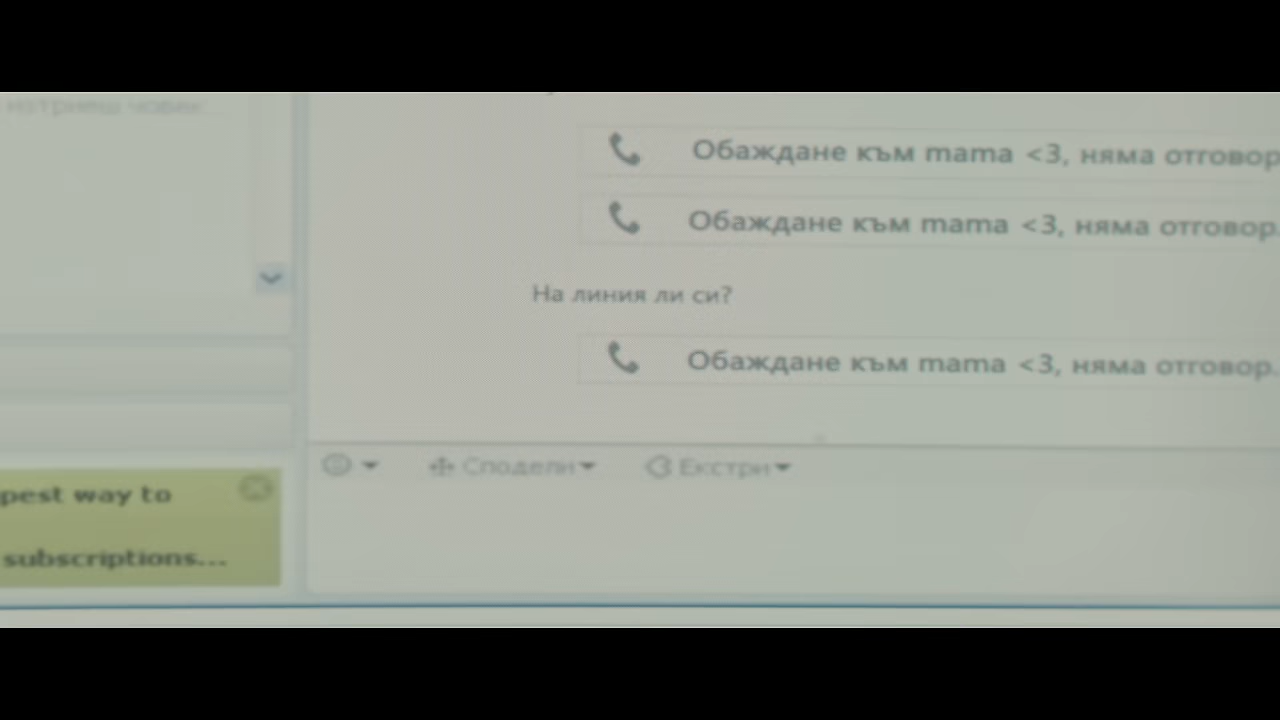 Обаждане към mama <3, няма отговор
Обаждане към mama <3, няма отговор.
На линия ли си?
Обаждане към mama <3, няма отговор.
Сподели
Екстри
pest way to
subscriptions...